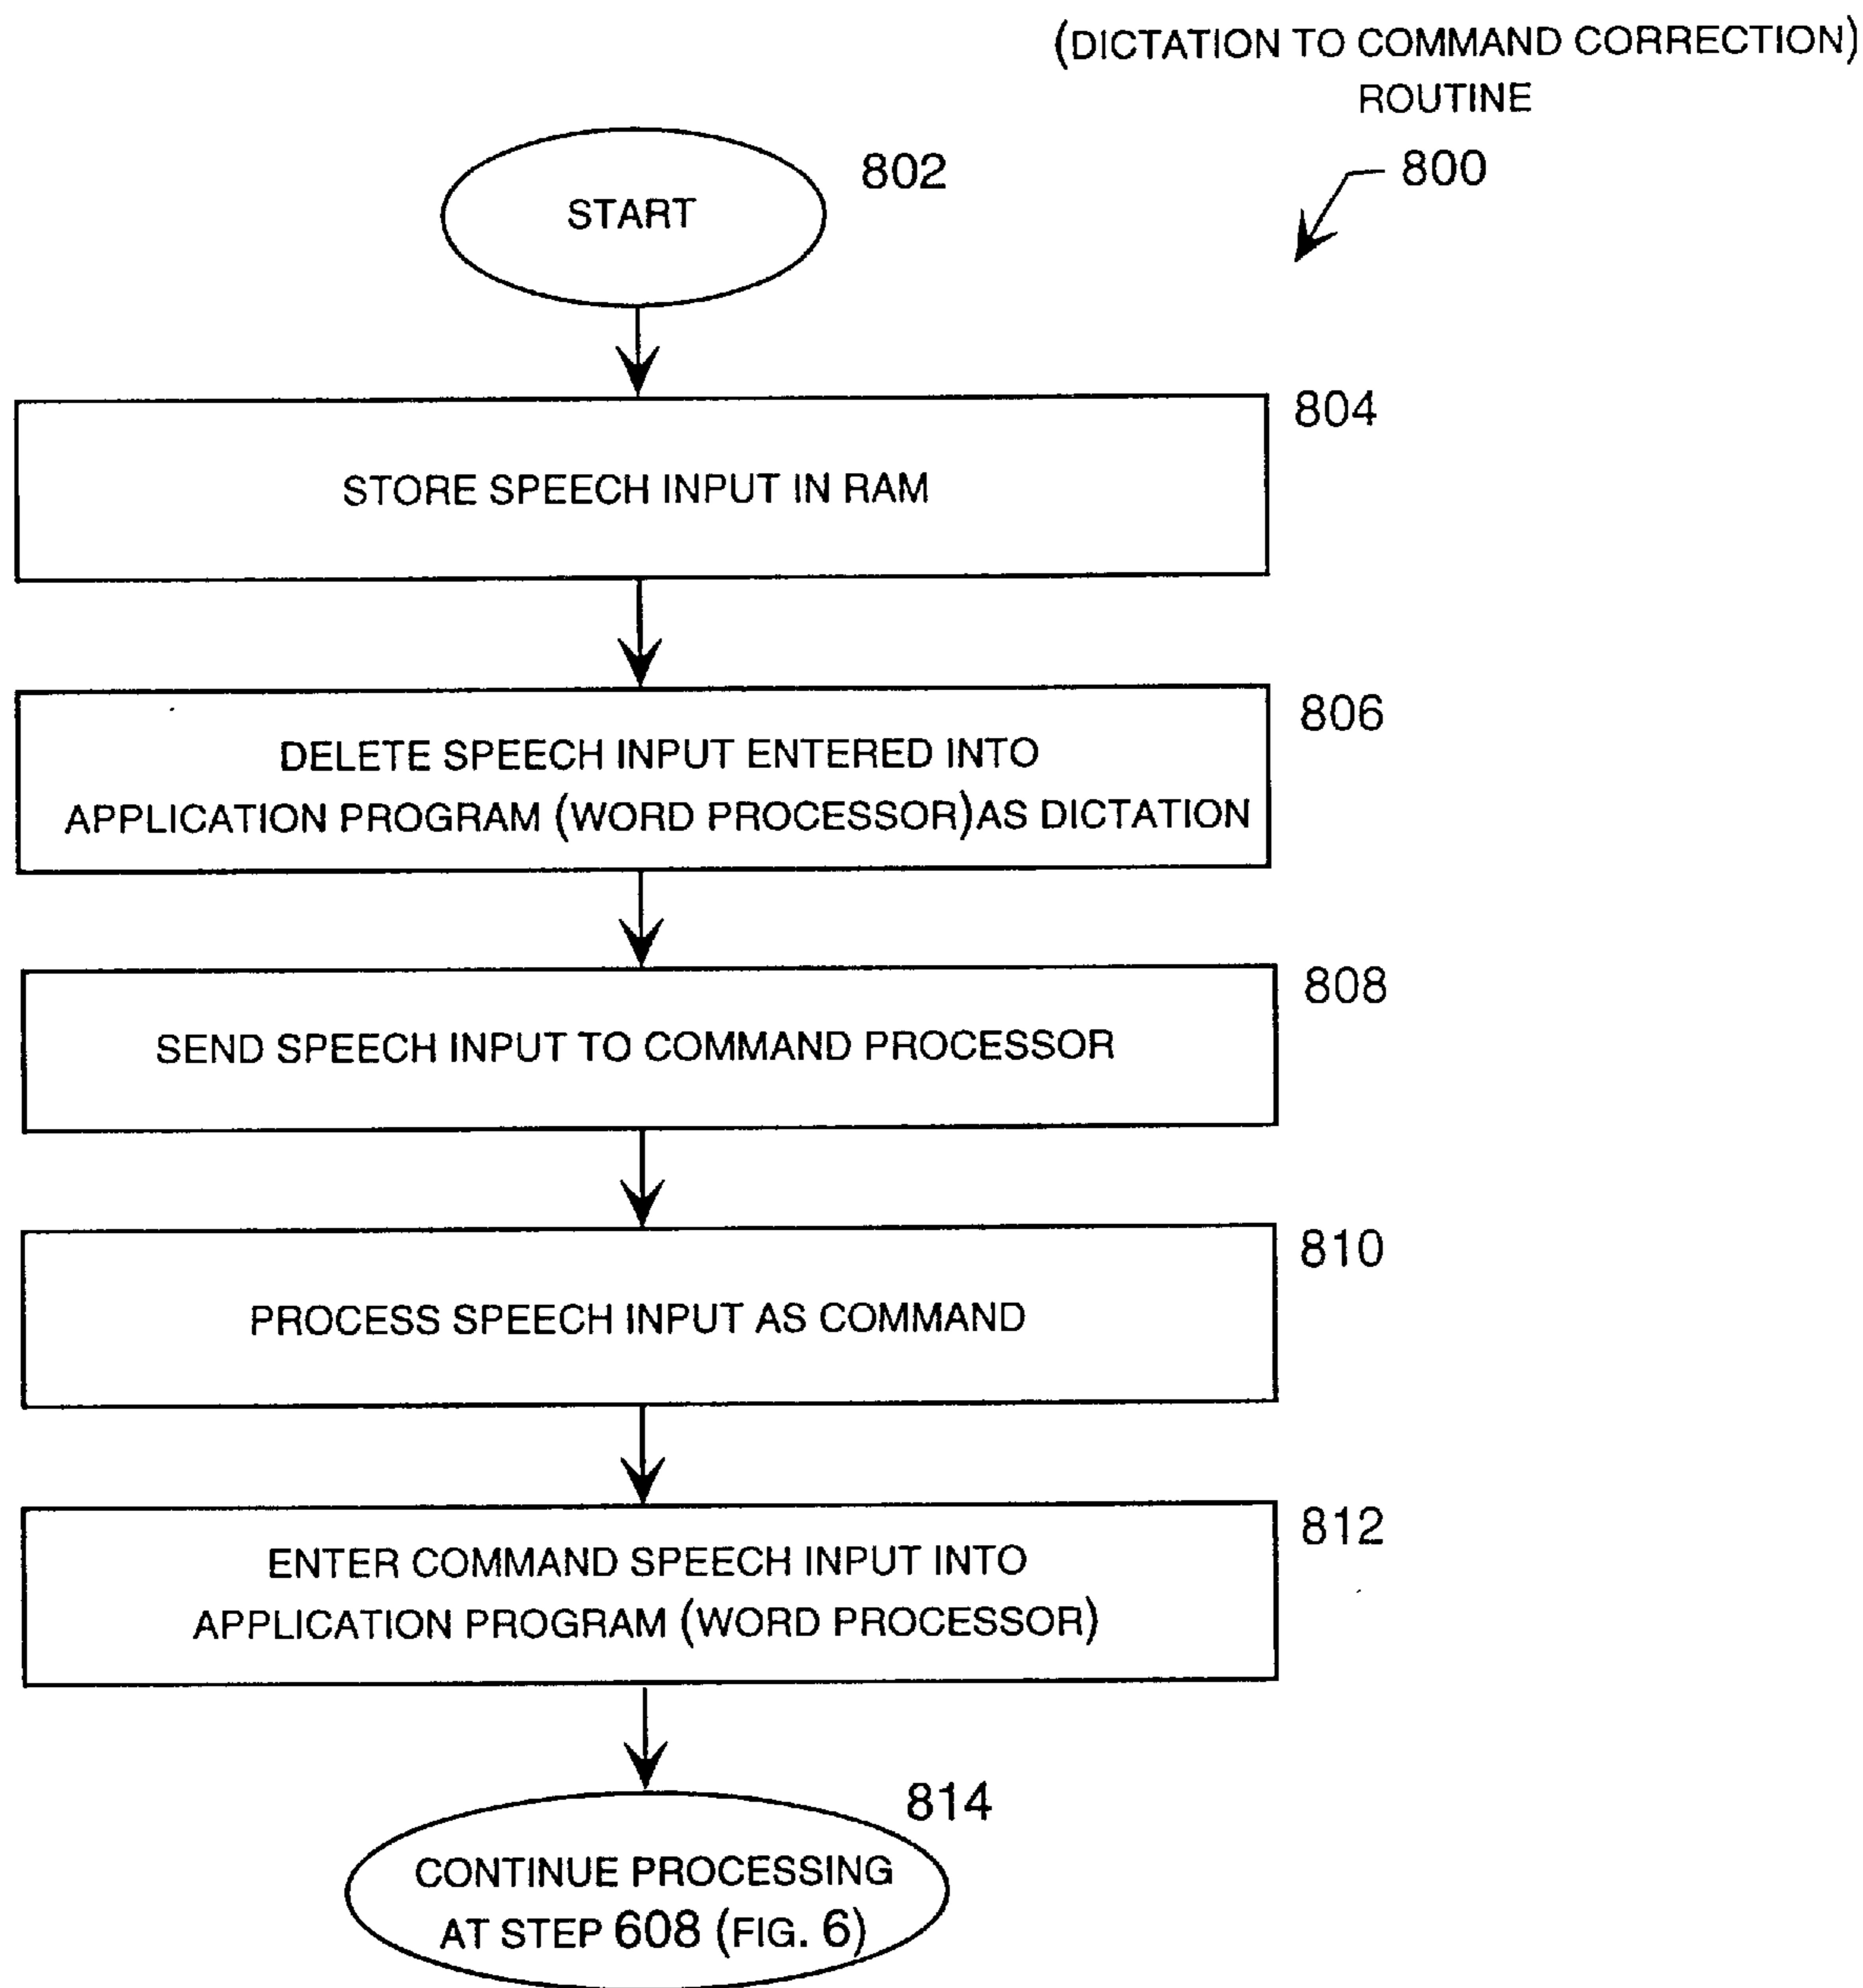 (DICTATION TO COMMAND CORRECTION)
ROUTINE
800
802
START
804
STORE SPEECH INPUT IN RAM
806
DELETE SPEECH INPUT ENTERED INTO
APPLICATION PROGRAM (WORD PROCESSOR)AS DICTATION
808
SEND SPEECH INPUT TO COMMAND PROCESSOR
810
PROCESS SPEECH INPUT AS COMMAND
812
ENTER COMMAND SPEECH INPUT INTO
APPLICATION PROGRAM (WORD PROCESSOR)
814
CONTINUE PROCESSING
AT STEP 608 (FIG. 6)